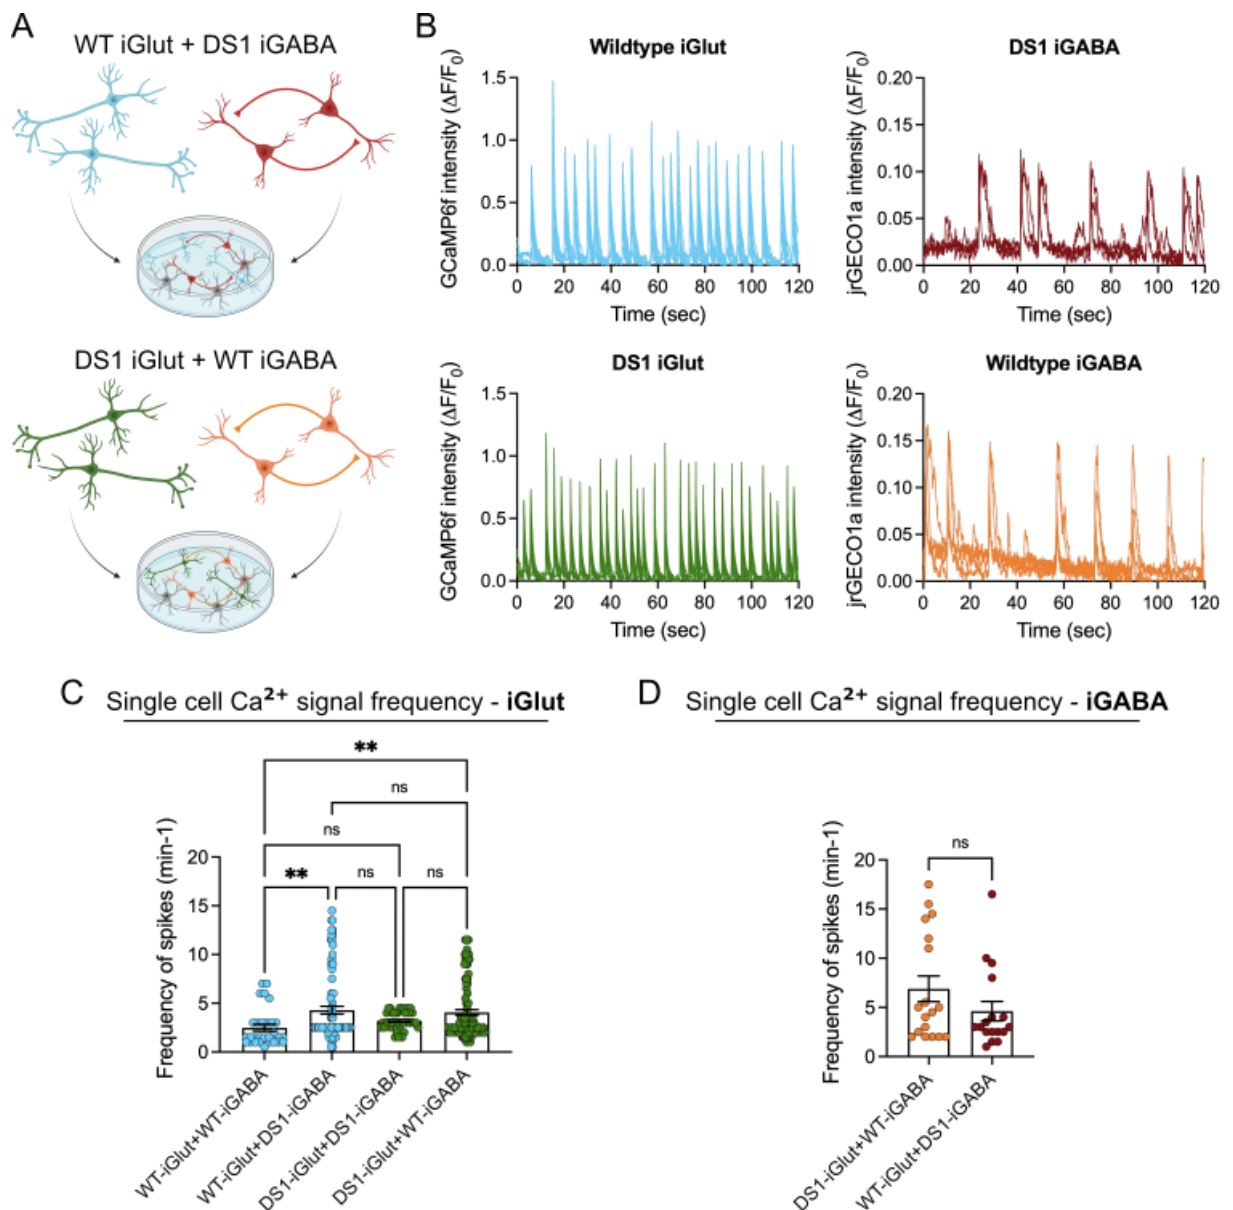 A
WT iGlut + DS1 iGABA
DS1 iGlut + WT iGABA
B
Wildtype iGlut
GCaMP6f intensity (ΔF/F0)
1.5
1.0
0.5
0.0
0 20 40 60 80 100 120
Time (sec)
DS1 iGABA
jrGECO1a intensity (ΔF/F0)
0.20
0.15
0.10
0.05
0.00
0 20 40 60 80 100 120
Time (sec)
DS1 iGlut
GCaMP6f intensity (ΔF/F0)
1.5
1.0
0.5
0.0
0 20 40 60 80 100 120
Time (sec)
Wildtype iGABA
jrGECO1a intensity (ΔF/F0)
0.20
0.15
0.10
0.05
0.00
0 20 40 60 80 100 120
Time (sec)
C
Single cell Ca²⁺ signal frequency - iGlut
**
ns
ns
** ns ns
Frequency of spikes (min-1)
20
15
10
5
0
WT-iGlut+WT-iGABA
WT-iGlut+DS1-iGABA
DS1-iGlut+DS1-iGABA
DS1-iGlut+WT-iGABA
D
Single cell Ca²⁺ signal frequency - iGABA
ns
Frequency of spikes (min-1)
20
15
10
5
0
DS1-iGlut+WT-iGABA
WT-iGlut+DS1-iGABA